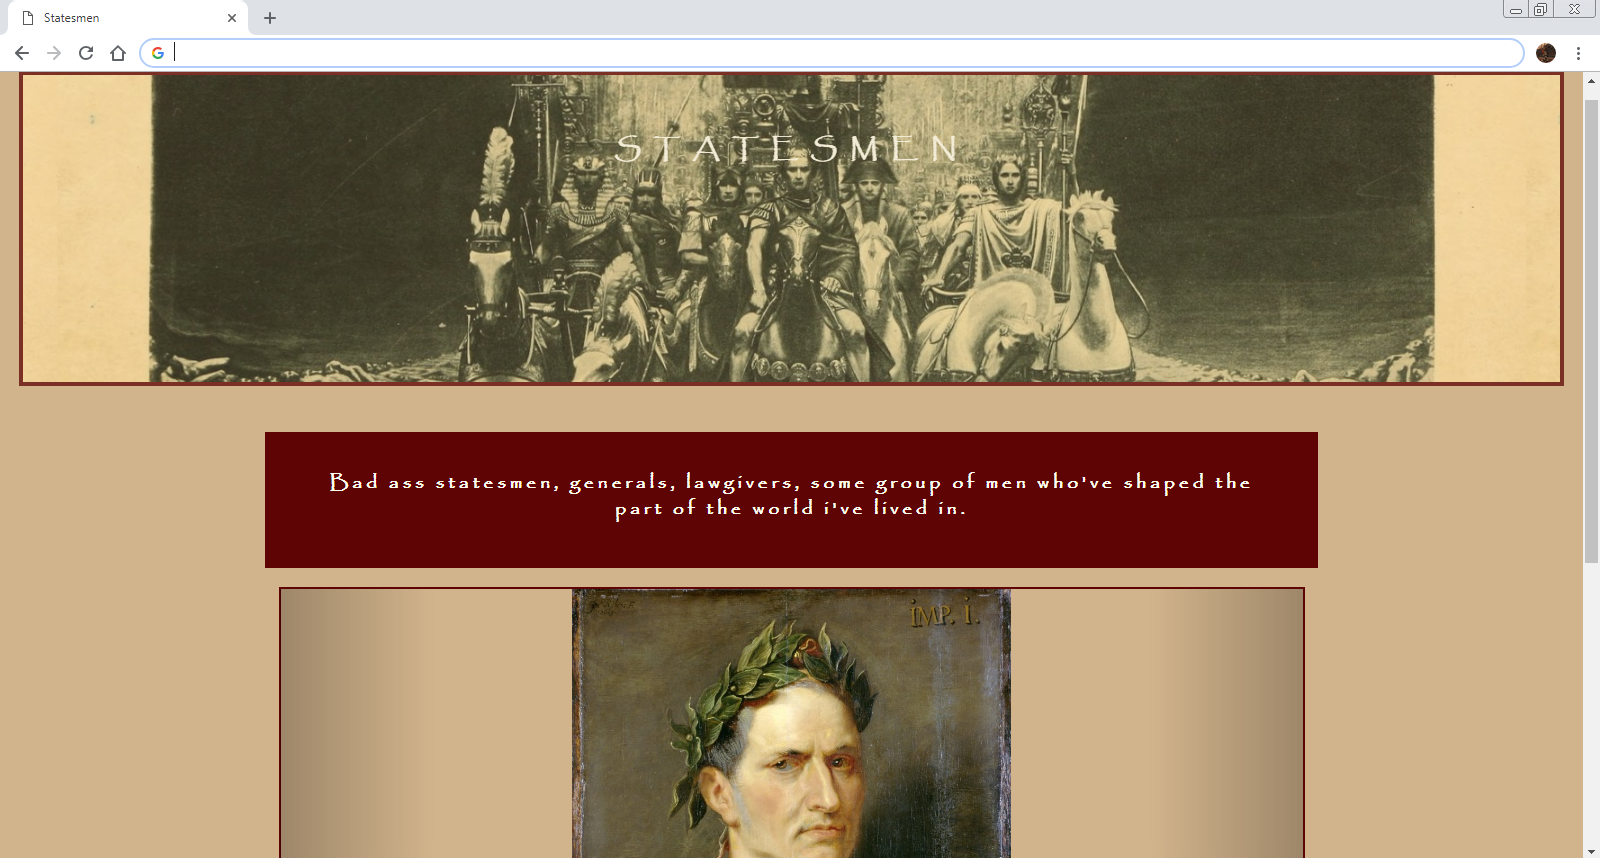 Statesmen
STATESMEN
Bad ass statesmen, generals, lawgivers, some group of men who've shaped the
part of the world i've lived in.
IMP. I.